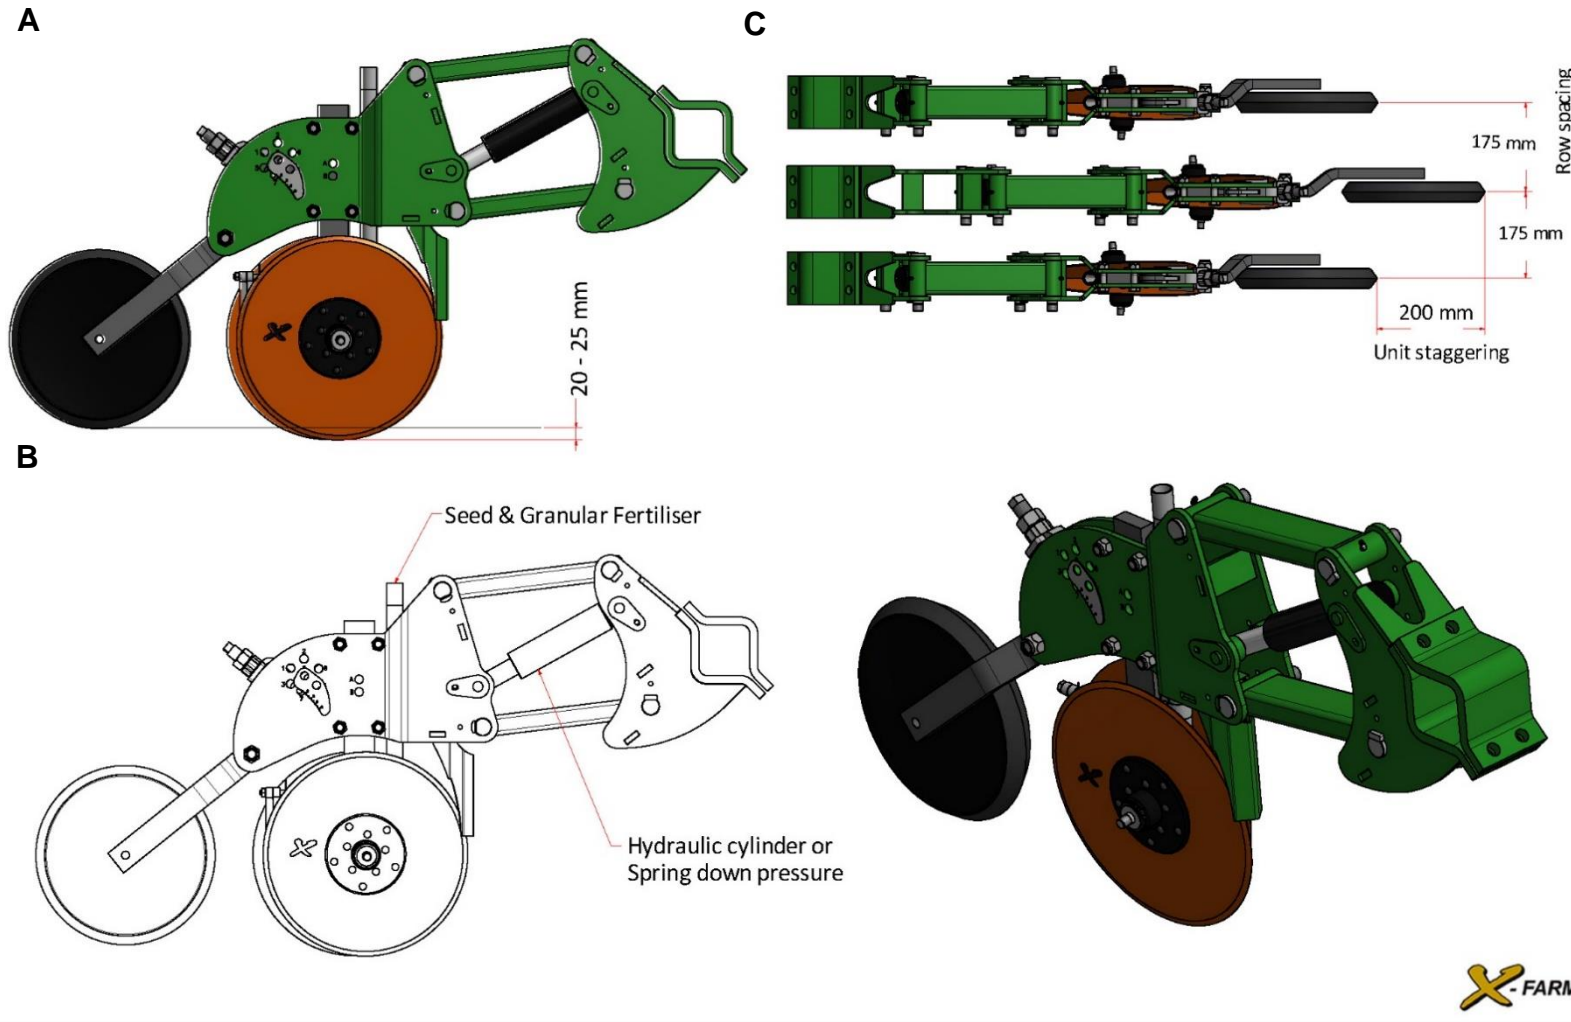 A
20 - 25 mm
C
Row spacing
175 mm
175 mm
200 mm
Unit staggering
B
Seed & Granular Fertiliser
Hydraulic cylinder or
Spring down pressure
X - FARM